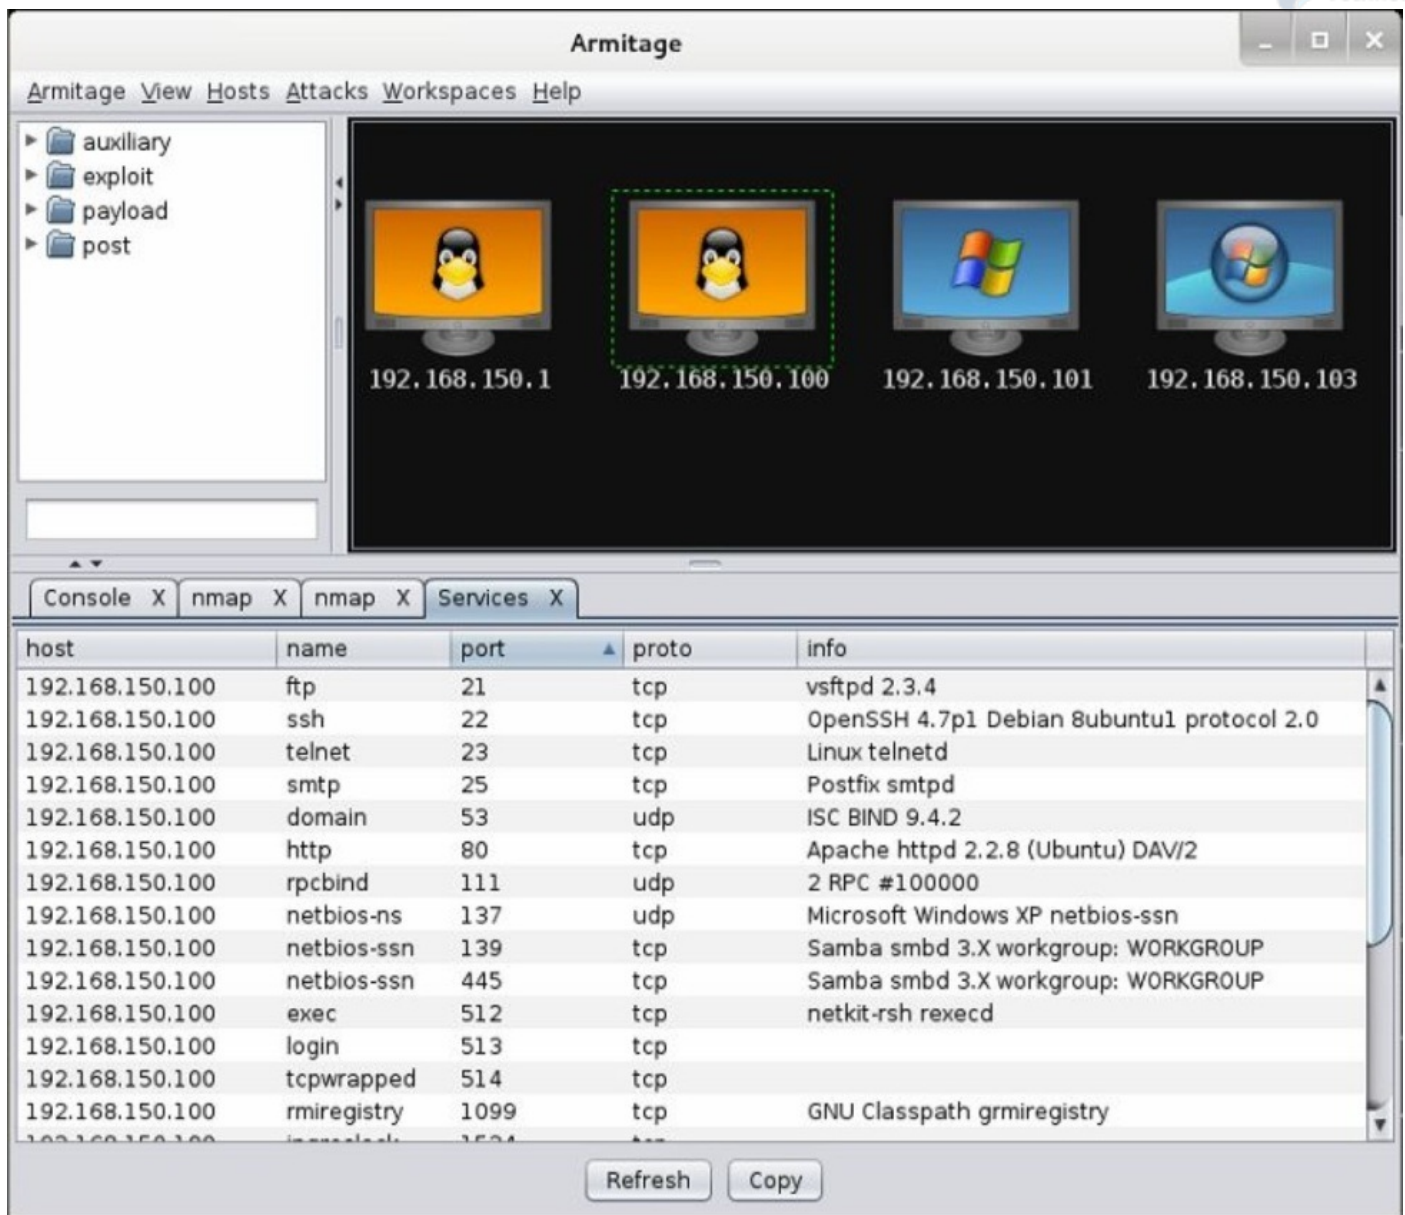 Armitage
Armitage View Hosts Attacks Workspaces Help
auxiliary
exploit
payload
post
192.168.150.1 192.168.150.100 192.168.150.101 192.168.150.103
Console X nmap X nmap X Services X
host name port proto info
192.168.150.100 ftp 21 tcp vsftpd 2.3.4
192.168.150.100 ssh 22 tcp OpenSSH 4.7p1 Debian 8ubuntu1 protocol 2.0
192.168.150.100 telnet 23 tcp Linux telnetd
192.168.150.100 smtp 25 tcp Postfix smtpd
192.168.150.100 domain 53 udp ISC BIND 9.4.2
192.168.150.100 http 80 tcp Apache httpd 2.2.8 (Ubuntu) DAV/2
192.168.150.100 rpcbind 111 udp 2 RPC #100000
192.168.150.100 netbios-ns 137 udp Microsoft Windows XP netbios-ssn
192.168.150.100 netbios-ssn 139 tcp Samba smbd 3.X workgroup: WORKGROUP
192.168.150.100 netbios-ssn 445 tcp Samba smbd 3.X workgroup: WORKGROUP
192.168.150.100 exec 512 tcp netkit-rsh rexecd
192.168.150.100 login 513 tcp
192.168.150.100 tcpwrapped 514 tcp
192.168.150.100 rmiregistry 1099 tcp GNU Classpath grmiregistry
Refresh Copy